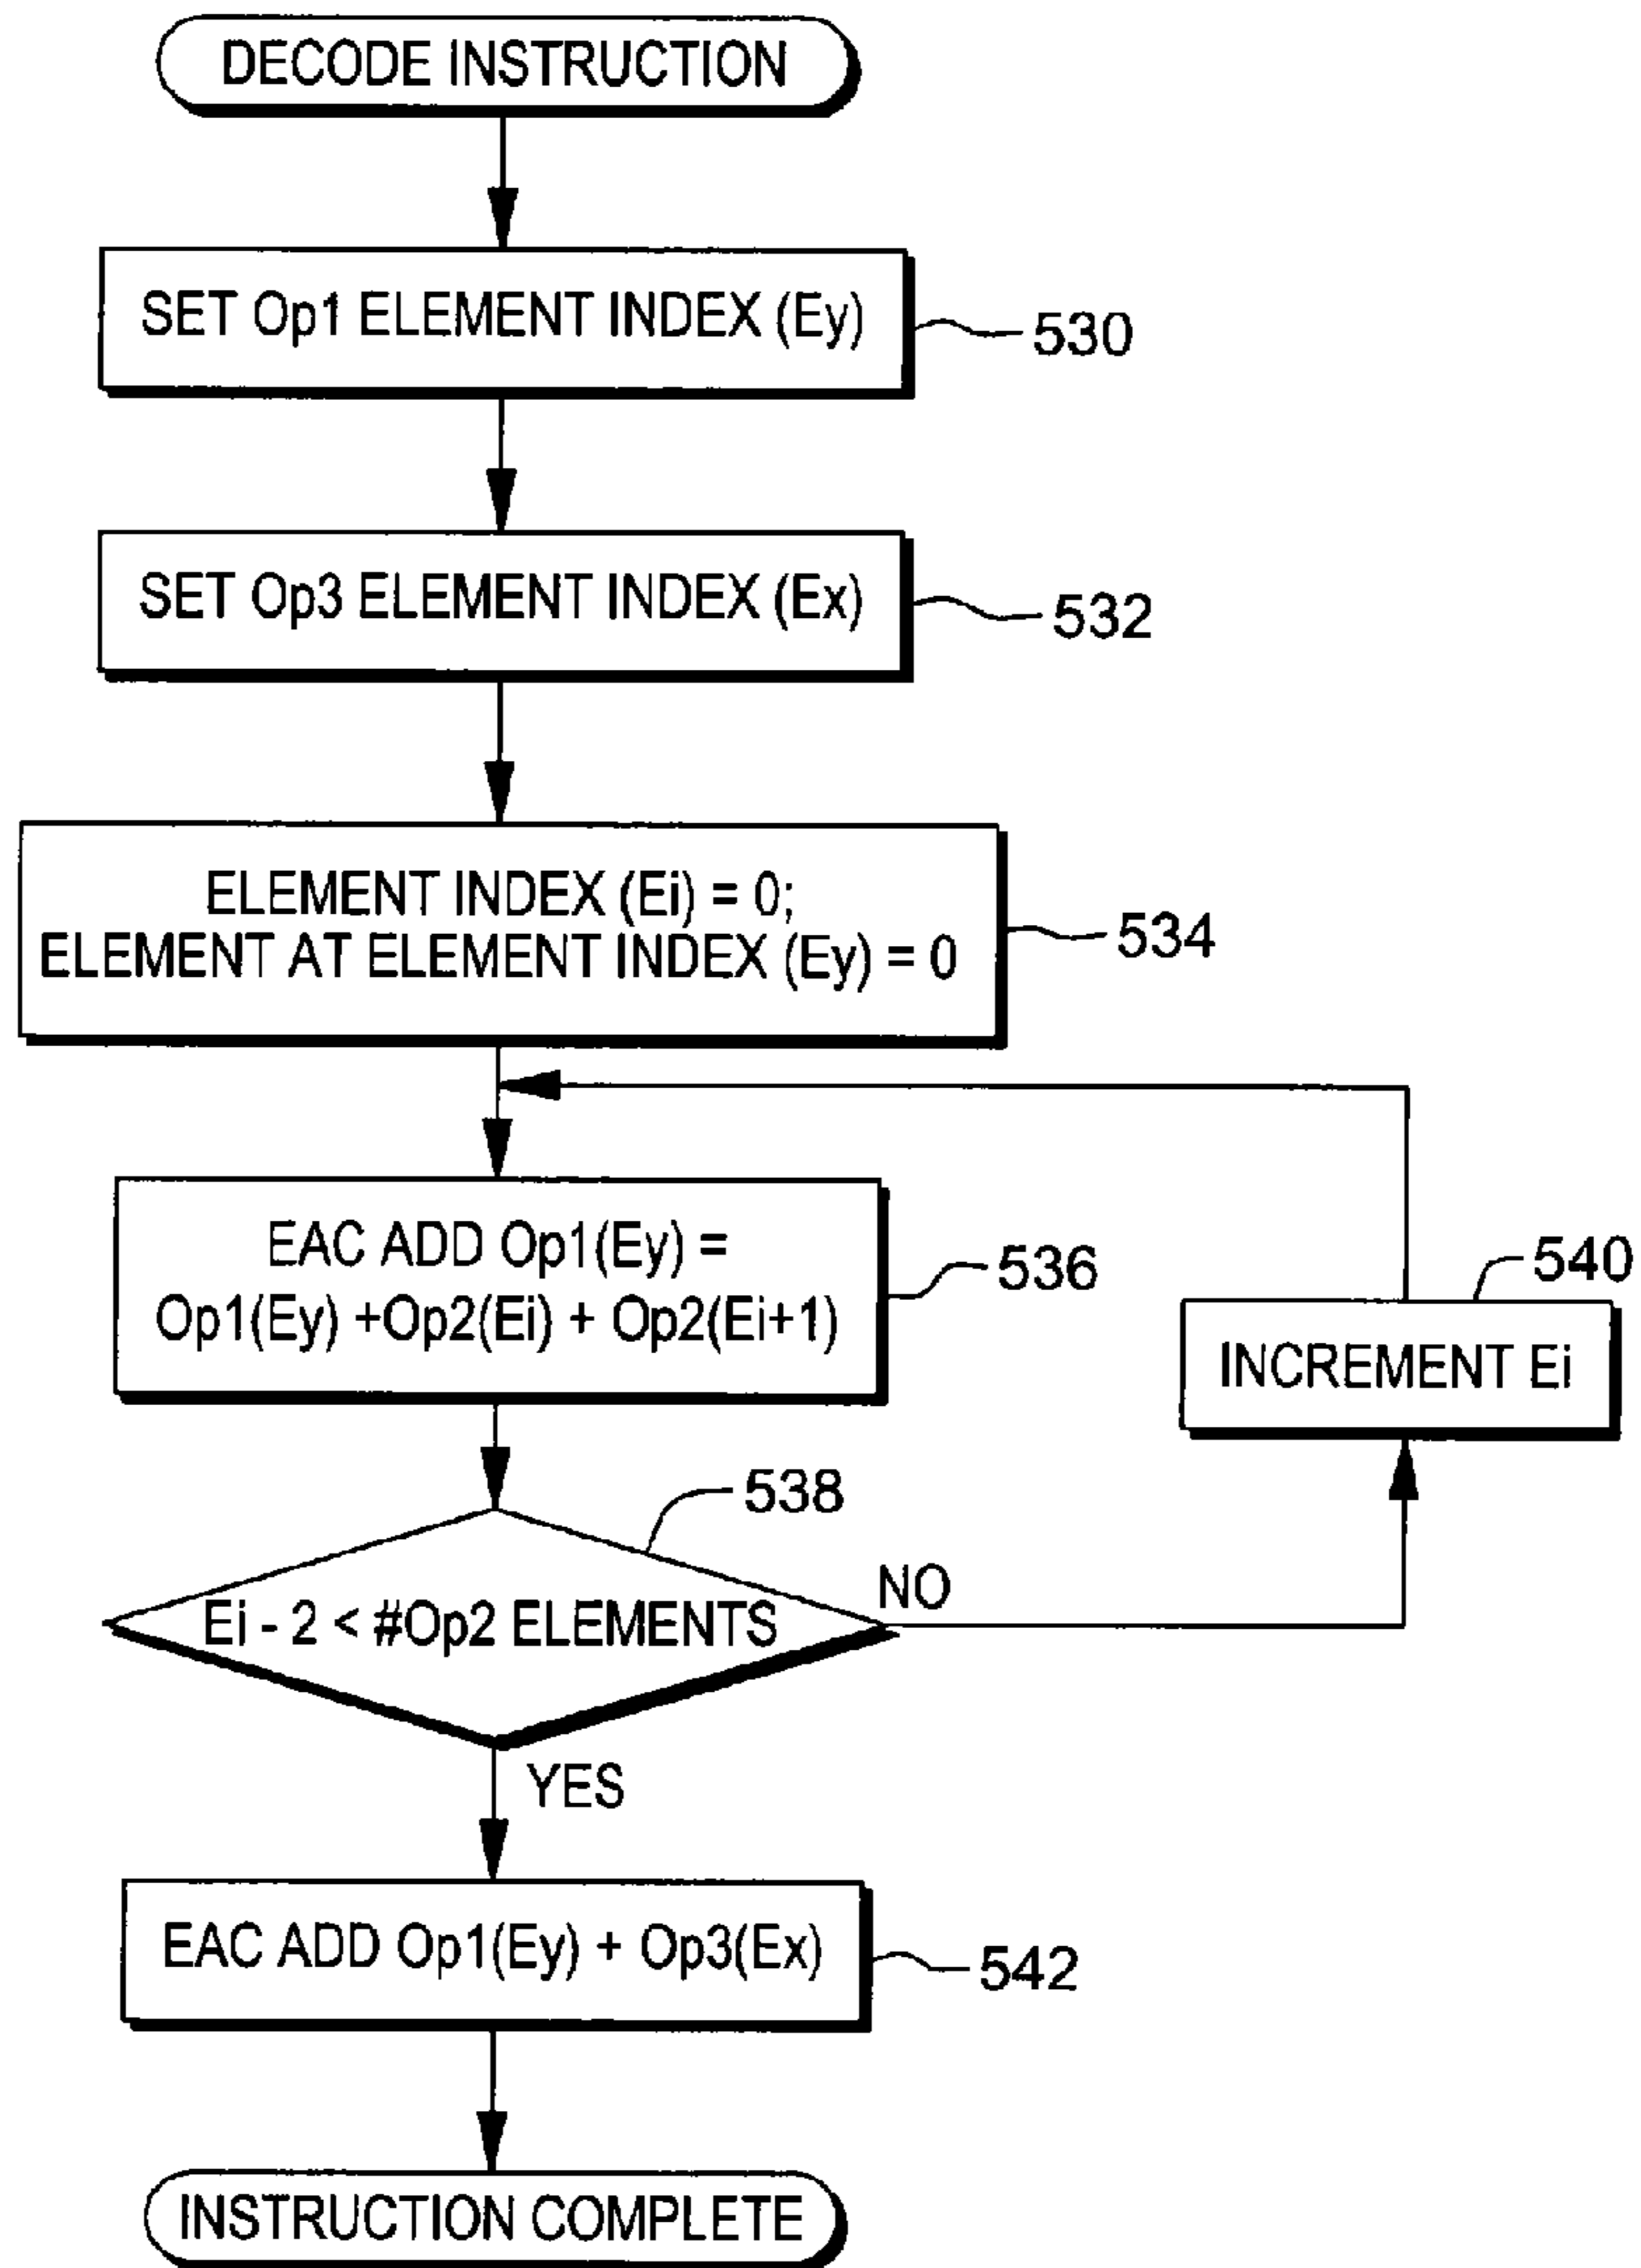 DECODE INSTRUCTION
SET Op1 ELEMENT INDEX (Ey)
530
SET Op3 ELEMENT INDEX (Ex)
532
ELEMENT INDEX (Ei) = 0;
ELEMENT AT ELEMENT INDEX (Ey) = 0
534
EAC ADD Op1(Ey) =
Op1(Ey) +Op2(Ei) + Op2(Ei+1)
536
540
INCREMENT Ei
538
Ei - 2 < #Op2 ELEMENTS
NO
YES
EAC ADD Op1(Ey) + Op3(Ex)
542
INSTRUCTION COMPLETE